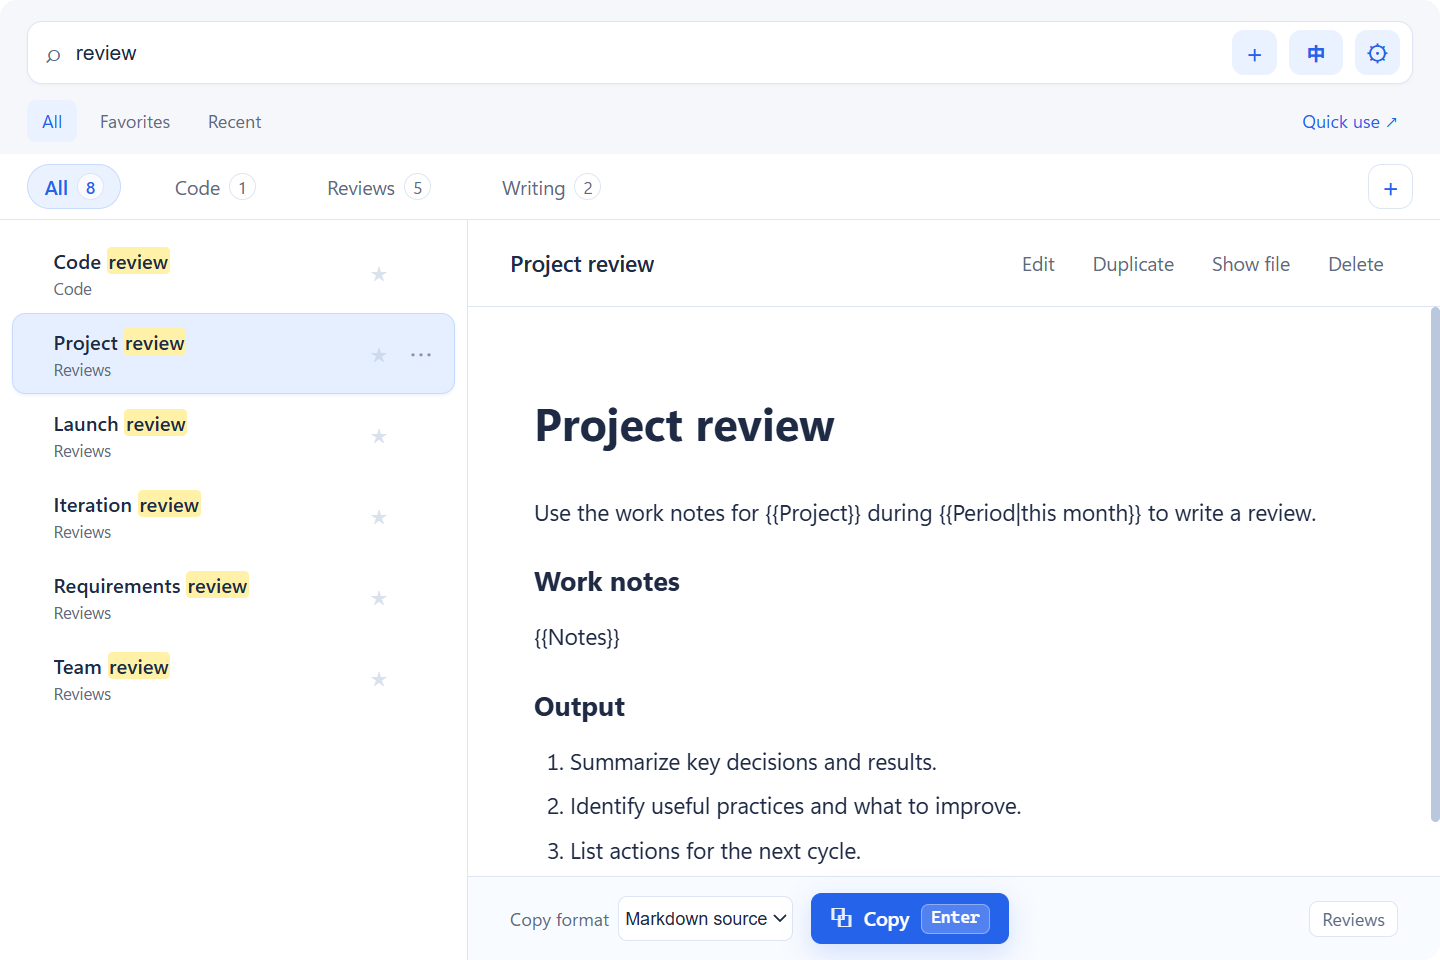 review
+
中
All
Favorites
Recent
Quick use ↗
All 8
Code 1
Reviews 5
Writing 2
+
Code review
Code
Project review
Reviews
Launch review
Reviews
Iteration review
Reviews
Requirements review
Reviews
Team review
Reviews
Project review
Edit
Duplicate
Show file
Delete
Project review
Use the work notes for {{Project}} during {{Period|this month}} to write a review.
Work notes
{{Notes}}
Output
1. Summarize key decisions and results.
2. Identify useful practices and what to improve.
3. List actions for the next cycle.
Copy format
Markdown source
Copy Enter
Reviews